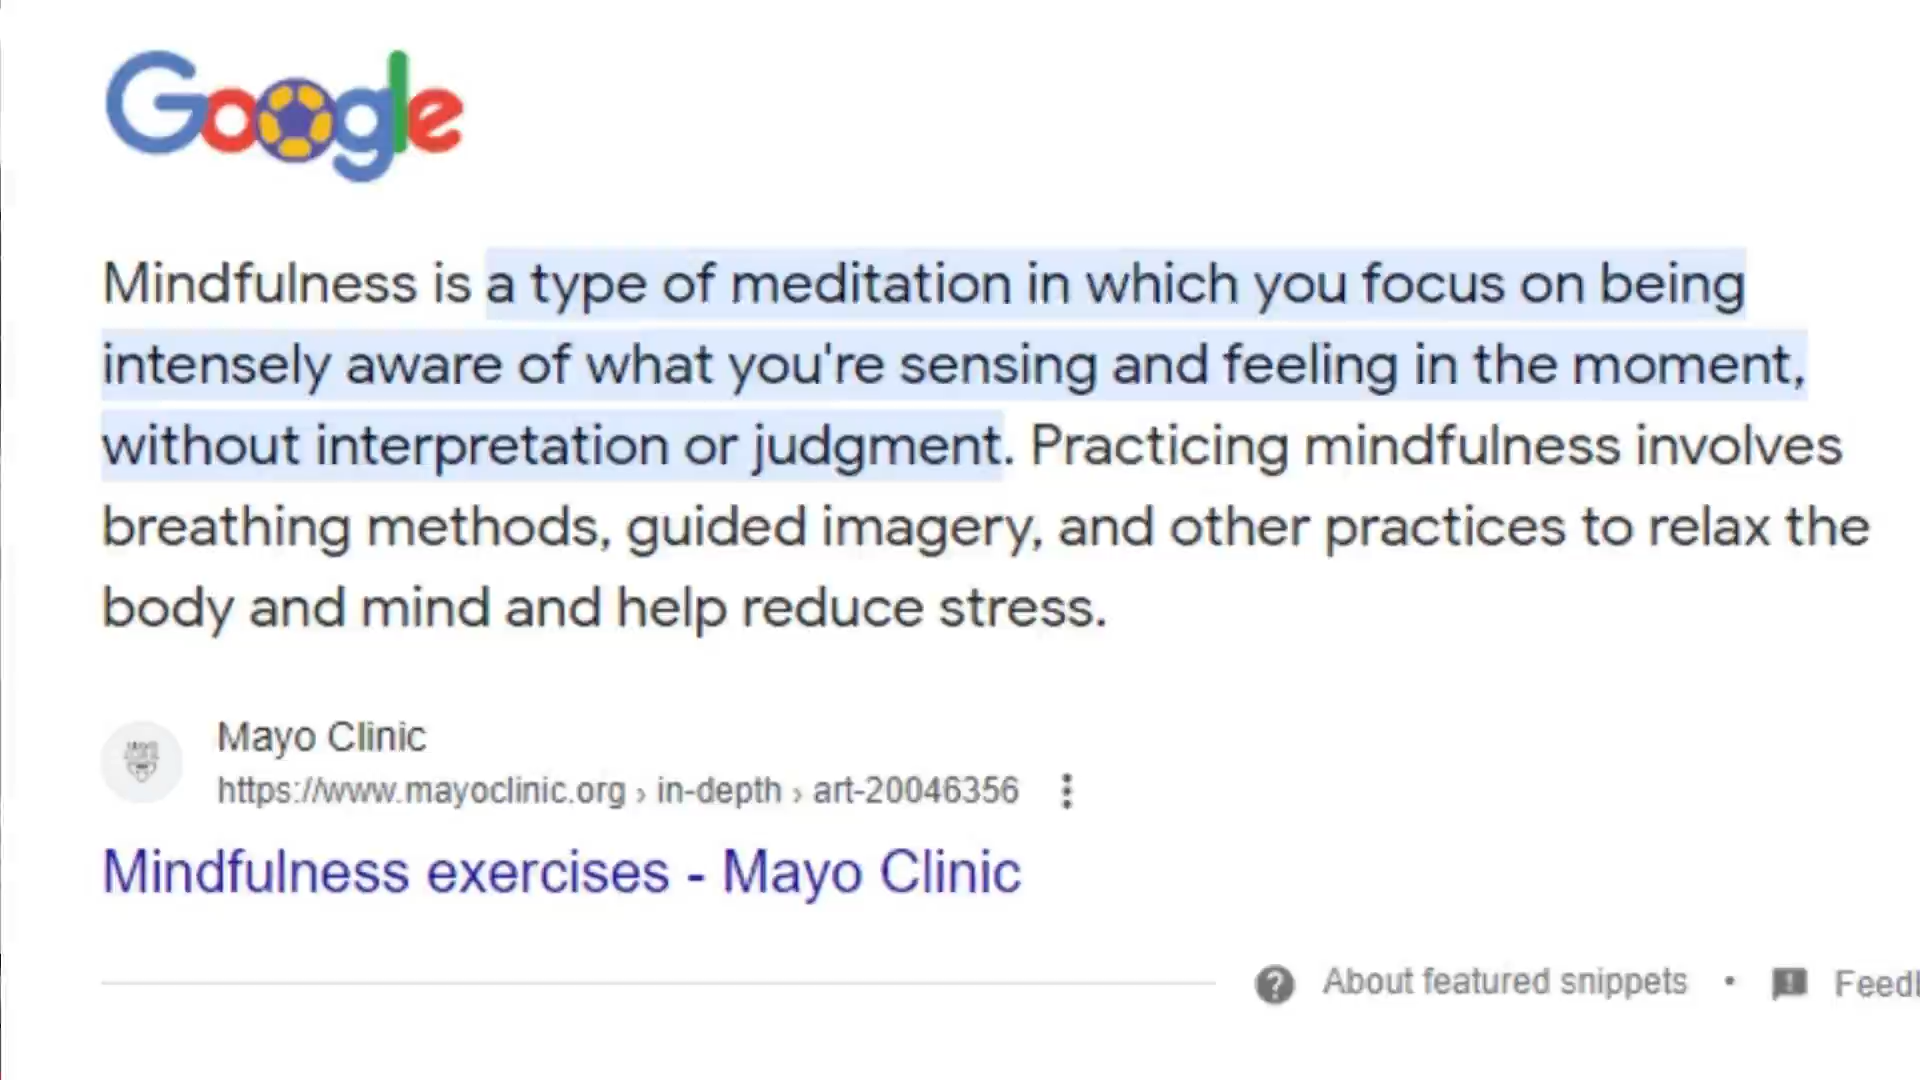 Google
Mindfulness is a type of meditation in which you focus on being
intensely aware of what you're sensing and feeling in the moment,
without interpretation or judgment. Practicing mindfulness involves
breathing methods, guided imagery, and other practices to relax the
body and mind and help reduce stress.
Mayo Clinic
https://www.mayoclinic.org › in-depth › art-20046356
Mindfulness exercises - Mayo Clinic
About featured snippets •